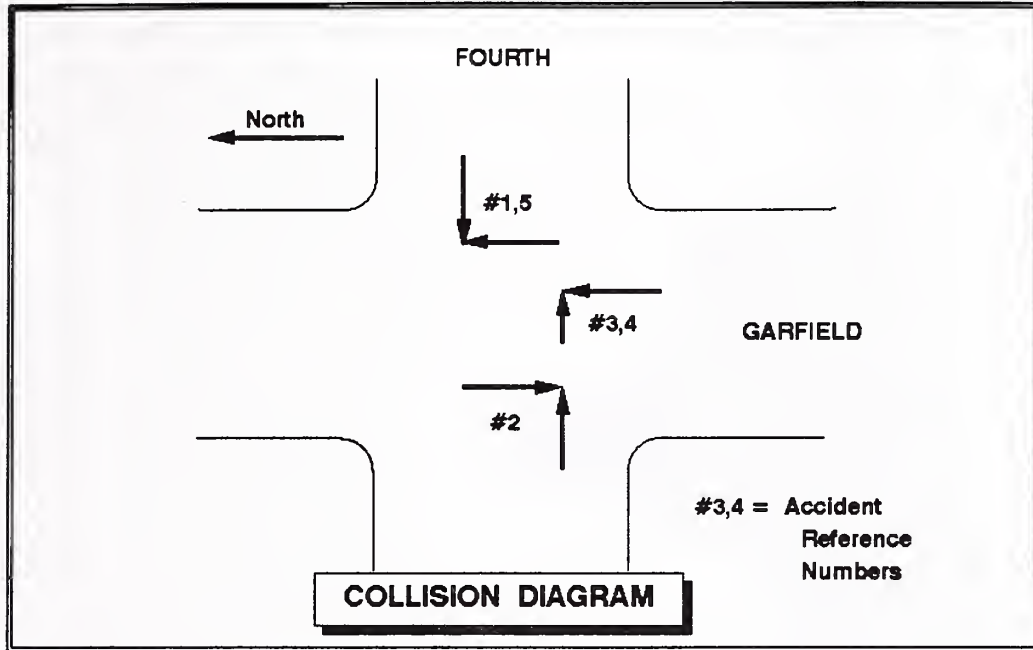 FOURTH
North
#1,5
#3,4
GARFIELD
#2
#3,4 = Accident
Reference
Numbers
COLLISION DIAGRAM